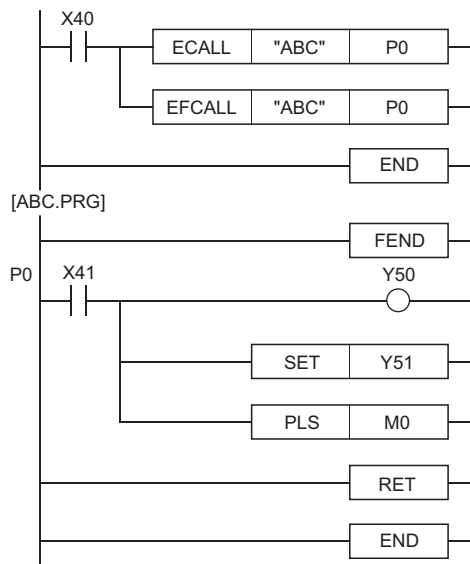 X40
ECALL "ABC" P0
EFCALL "ABC" P0
END
[ABC.PRG]
FEND
P0 X41 Y50
SET Y51
PLS M0
RET
END